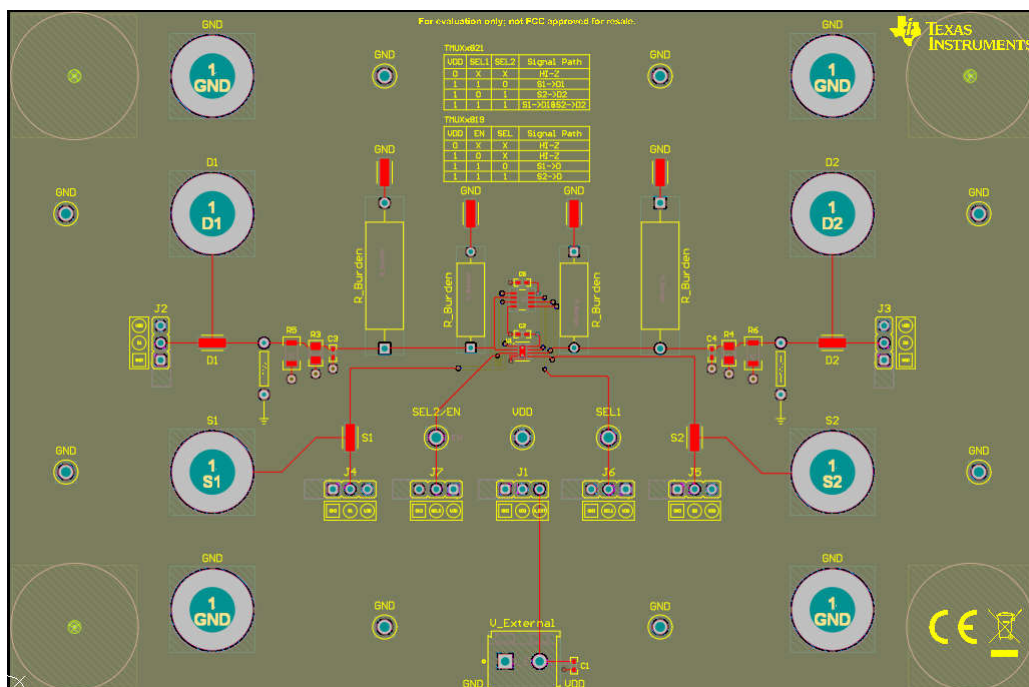 For evaluation only; not FCC approved for resale.
TEXAS
INSTRUMENTS
GND
GND
1
GND
1
GND
GND
GND
TMUXx821
VDD SEL1 SEL2 Signal Path
0 X X HI-Z
1 1 0 S1->D1
1 0 1 S2->D2
1 1 1 S1->D1&S2->D2
TMUXx819
VDD EN SEL Signal Path
0 X X HI-Z
1 0 X HI-Z
1 1 0 S1->D
1 1 1 S2->D
GND
GND
GND
GND
D1
1
D1
D2
1
D2
GND
GND
R_Burden
R_Burden
R_Burden
R_Burden
J2
J3
D1
R5
R3
C4
R4
R6
D2
S1
1
S1
S1
SEL2/EN
VDD
SEL1
S2
S2
1
S2
GND
GND
J4
J7
J1
J6
J5
GND
1
GND
GND
GND
GND
1
GND
V_External
C1
GND
VDD
CE